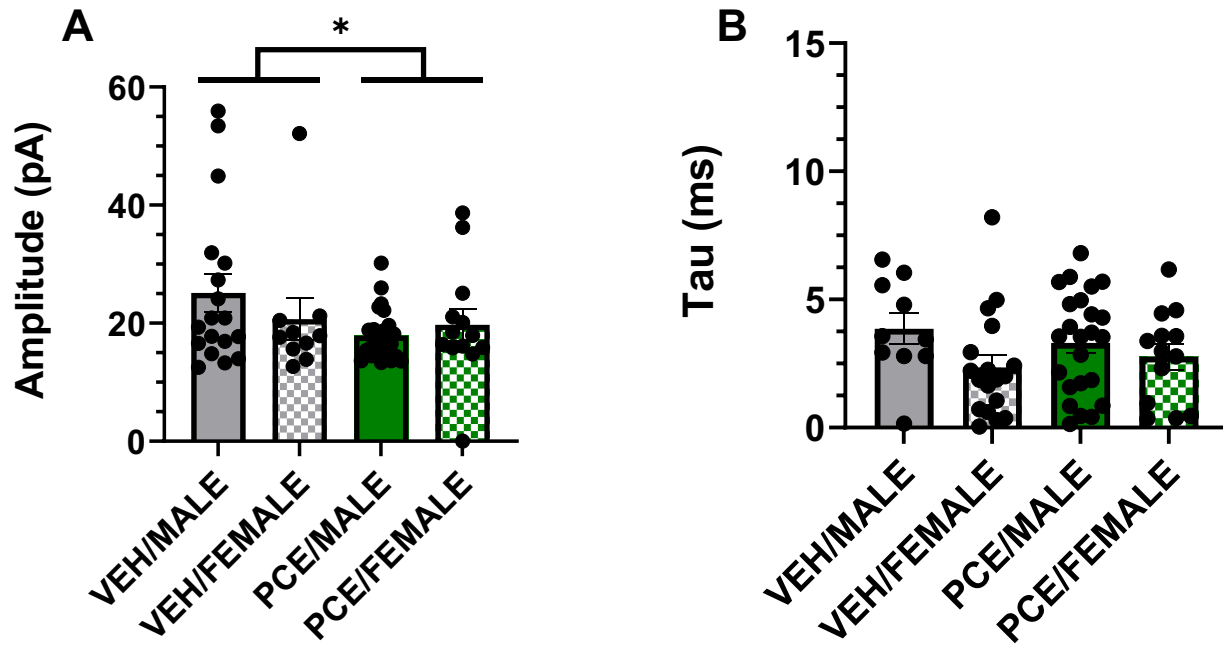 A
*
Amplitude (pA)
60
40
20
0
VEH/MALE
VEH/FEMALE
PCE/MALE
PCE/FEMALE
B
Tau (ms)
15
10
5
0
VEH/MALE
VEH/FEMALE
PCE/MALE
PCE/FEMALE